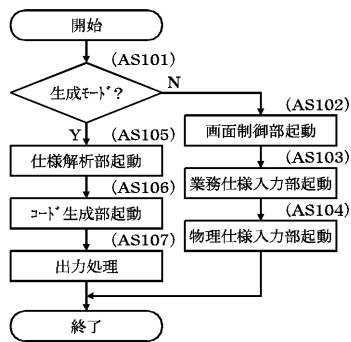 開始
(AS101)
生成ﾓｰﾄﾞ?
N
Y
(AS102)
画面制御部起動
(AS105)
仕様解析部起動
(AS103)
業務仕様入力部起動
(AS106)
ｺｰﾄﾞ生成部起動
(AS104)
物理仕様入力部起動
(AS107)
出力処理
終了